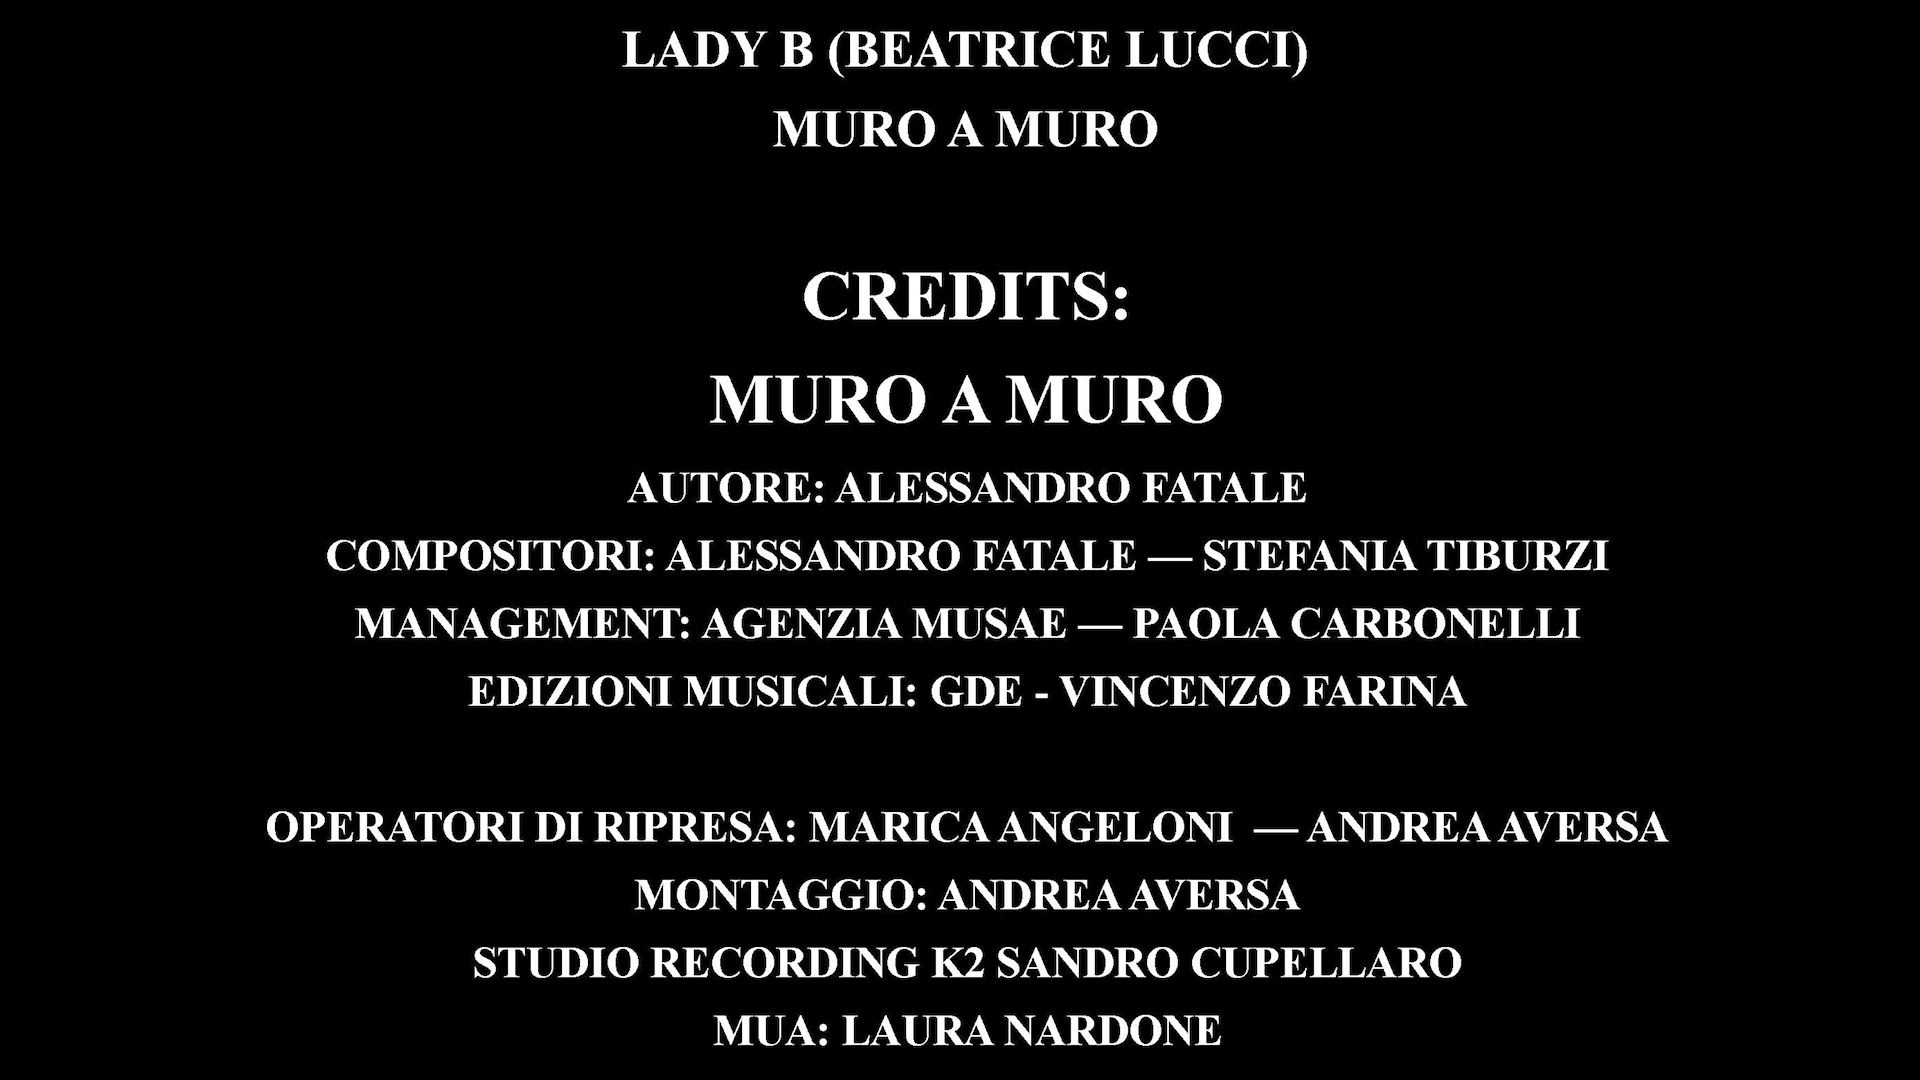 LADY B (BEATRICE LUCCI)
MURO A MURO
CREDITS:
MURO A MURO
AUTORE: ALESSANDRO FATALE
COMPOSITORI: ALESSANDRO FATALE — STEFANIA TIBURZI
MANAGEMENT: AGENZIA MUSAE — PAOLA CARBONELLI
EDIZIONI MUSICALI: GDE - VINCENZO FARINA
OPERATORI DI RIPRESA: MARICA ANGELONI — ANDREA AVERSA
MONTAGGIO: ANDREA AVERSA
STUDIO RECORDING K2 SANDRO CUPELLARO
MUA: LAURA NARDONE